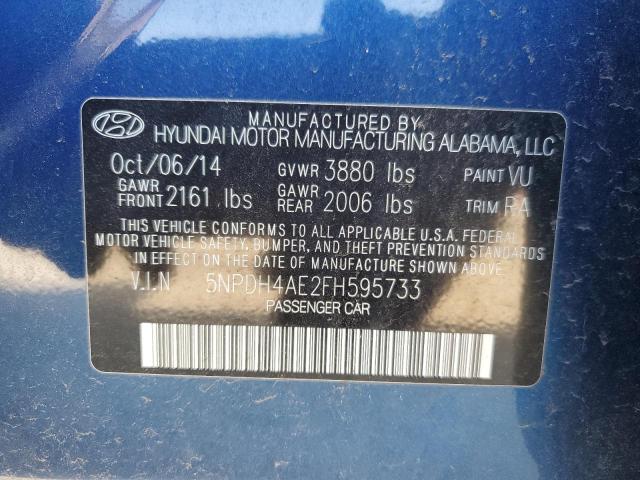 MANUFACTURED BY
HYUNDAI MOTOR MANUFACTURING ALABAMA, LLC
Oct/06/14 GVWR 3880 lbs PAINT VU
GAWR FRONT 2161 lbs GAWR REAR 2006 lbs TRIM RA
THIS VEHICLE CONFORMS TO ALL APPLICABLE U.S.A. FEDERAL
MOTOR VEHICLE SAFETY, BUMPER, AND THEFT PREVENTION STANDARDS
IN EFFECT ON THE DATE OF MANUFACTURE SHOWN ABOVE.
V.I.N 5NPDH4AE2FH595733
PASSENGER CAR